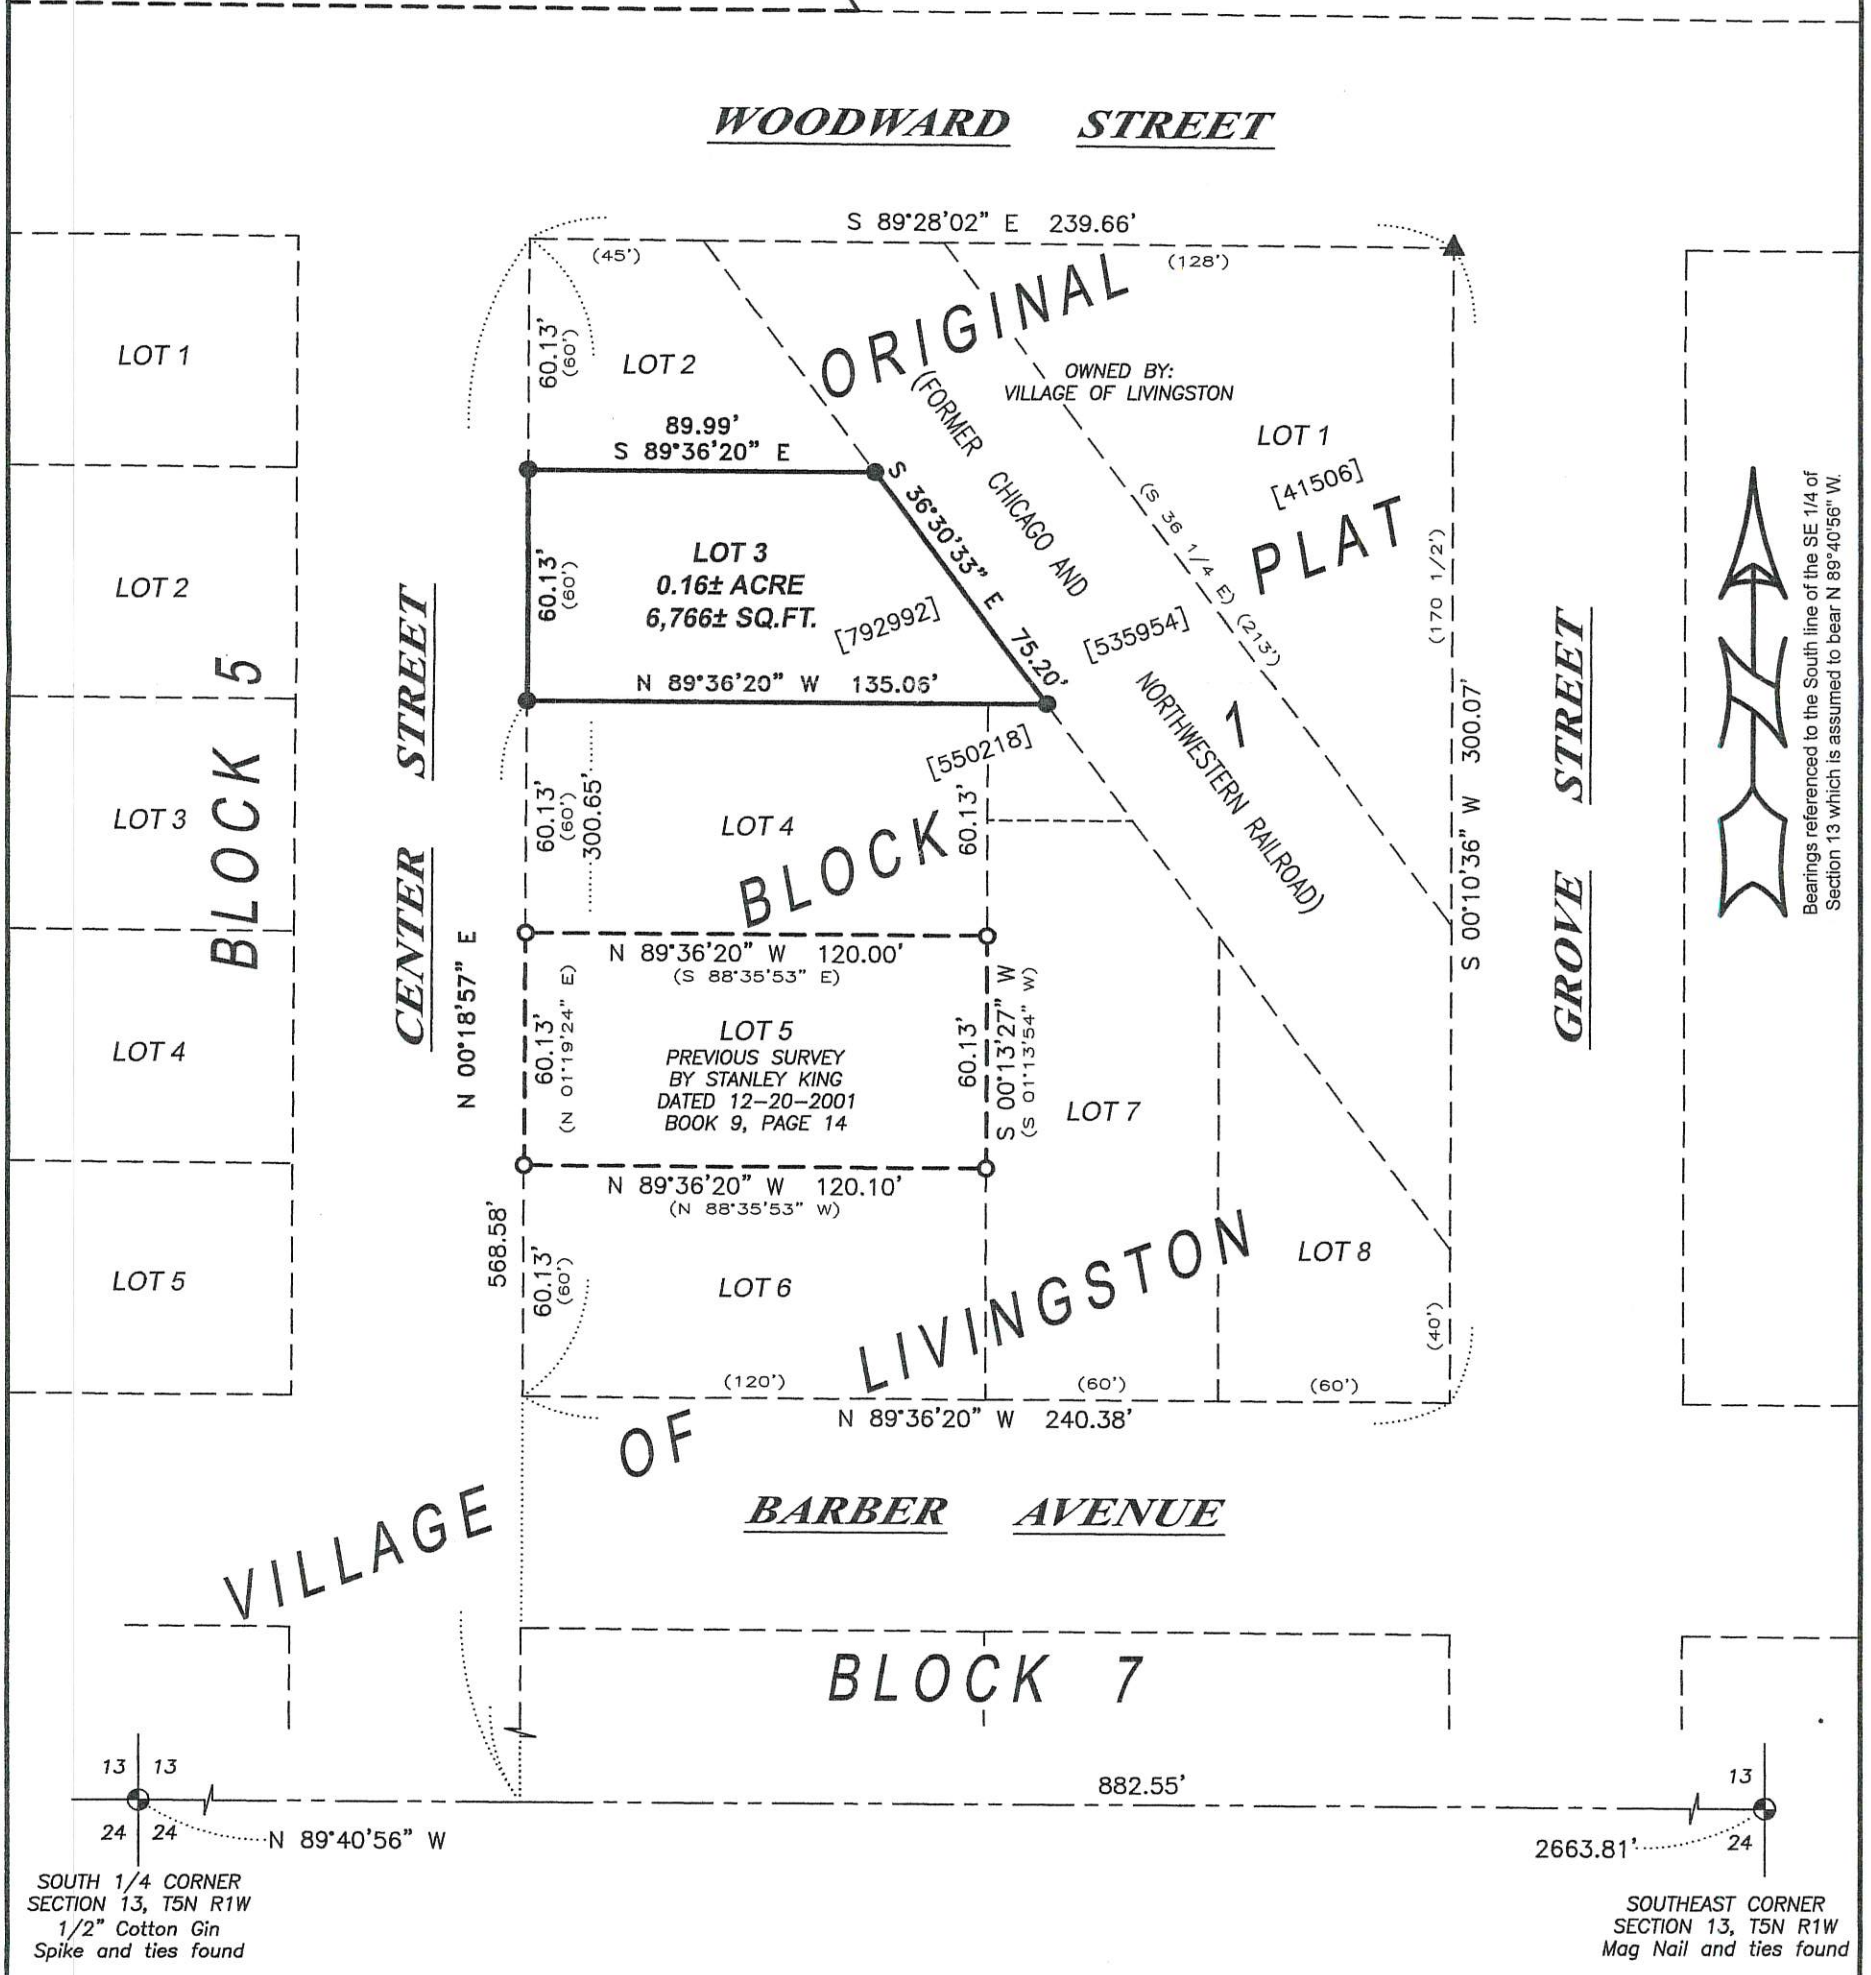 WOODWARD STREET
S 89°28'02" E 239.66'
(45')
(128')
ORIGINAL
PLAT
LOT 1
LOT 2
LOT 3
LOT 4
LOT 5
BLOCK 5
CENTER STREET
N 00°18'57" E
568.58'
60.13'
(60')
LOT 2
OWNED BY:
VILLAGE OF LIVINGSTON
LOT 1
[41506]
(FORMER CHICAGO AND
NORTHWESTERN RAILROAD)
(S 36 1/4 E) (213')
(170 1/2')
89.99'
S 89°36'20" E
S 36°30'33" E 75.20'
60.13'
(60')
LOT 3
0.16± ACRE
6,766± SQ.FT.
[792992]
[535954]
N 89°36'20" W 135.06'
[550218]
60.13'
(60')
300.65'
LOT 4
60.13'
BLOCK 1
N 89°36'20" W 120.00'
(S 88°35'53" E)
60.13'
(N 01°19'24" E)
LOT 5
PREVIOUS SURVEY
BY STANLEY KING
DATED 12-20-2001
BOOK 9, PAGE 14
60.13'
S 00°13'27" W
(S 01°13'54" W)
N 89°36'20" W 120.10'
(N 88°35'53" W)
LOT 7
60.13'
(60')
LOT 6
LOT 8
(40')
S 00°10'36" W 300.07'
GROVE STREET
N
Bearings referenced to the South line of the SE 1/4 of
Section 13 which is assumed to bear N 89°40'56" W.
(120')
(60')
(60')
N 89°36'20" W 240.38'
VILLAGE OF LIVINGSTON
BARBER AVENUE
BLOCK 7
13 13
24 24
N 89°40'56" W
882.55'
2663.81'
13
24
SOUTH 1/4 CORNER
SECTION 13, T5N R1W
1/2" Cotton Gin
Spike and ties found
SOUTHEAST CORNER
SECTION 13, T5N R1W
Mag Nail and ties found